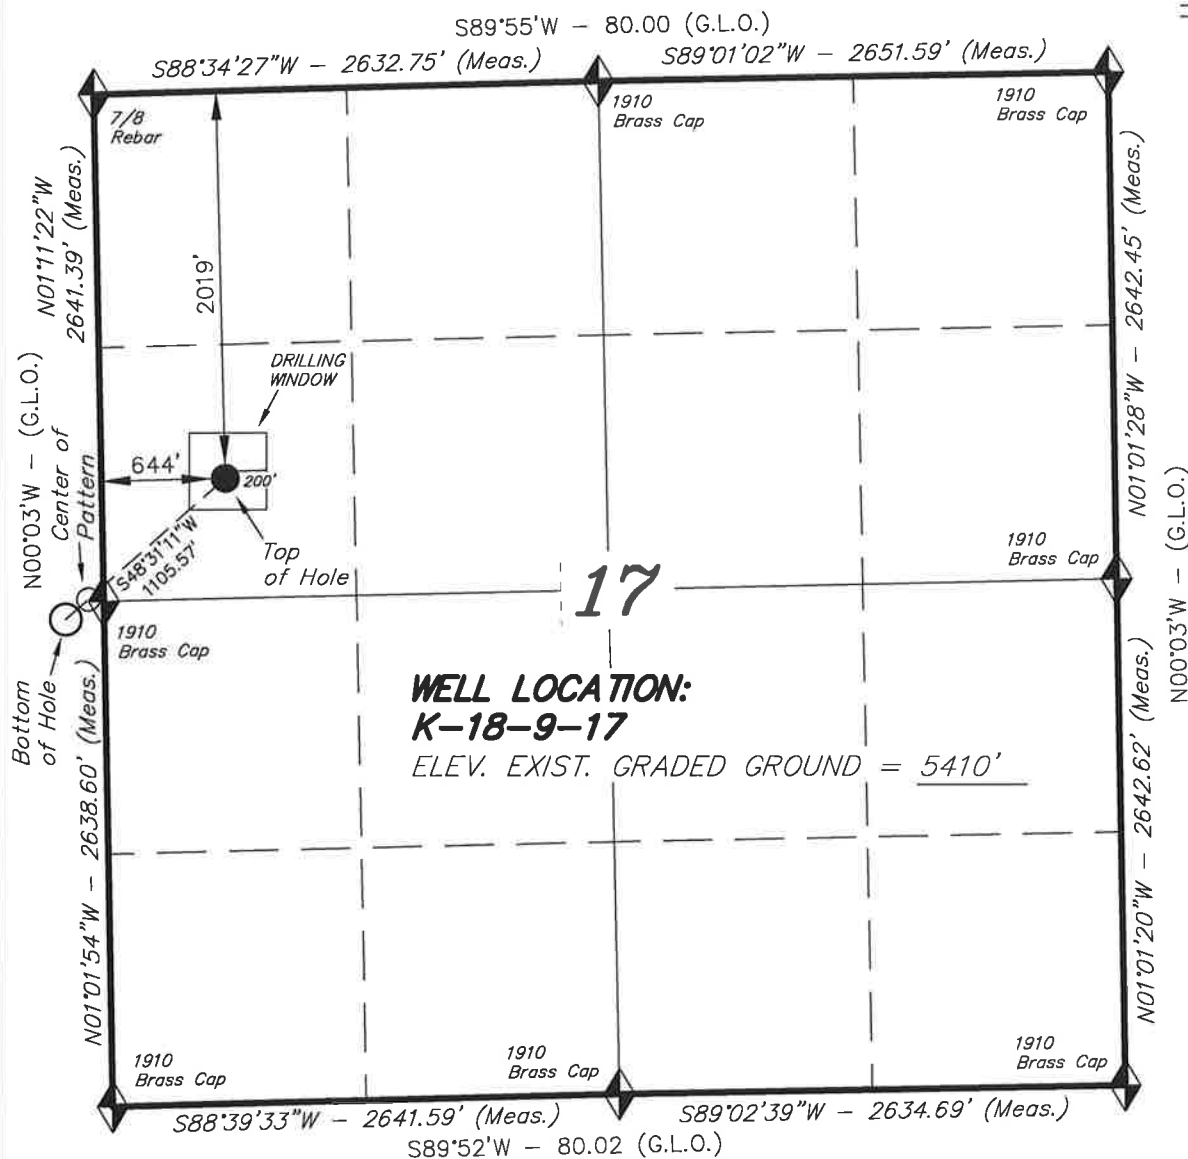 S89°55'W – 80.00 (G.L.O.)
S88°34'27"W – 2632.75' (Meas.)
S89°01'02"W – 2651.59' (Meas.)
7/8
Rebar
1910
Brass Cap
1910
Brass Cap
N01°11'22"W
2641.39' (Meas.)
N01°01'28"W – 2642.45' (Meas.)
2019'
DRILLING
WINDOW
N00°03'W – (G.L.O.)
Center of
Pattern
644'
200'
S48°31'11"W
1105.57'
Top
of Hole
1910
Brass Cap
N00°03'W – (G.L.O.)
17
1910
Brass Cap
Bottom
of Hole
WELL LOCATION:
K–18–9–17
ELEV. EXIST. GRADED GROUND = 5410'
N01°01'54"W – 2638.60' (Meas.)
N01°01'20"W – 2642.62' (Meas.)
1910
Brass Cap
1910
Brass Cap
1910
Brass Cap
S88°39'33"W – 2641.59' (Meas.)
S89°02'39"W – 2634.69' (Meas.)
S89°52'W – 80.02 (G.L.O.)